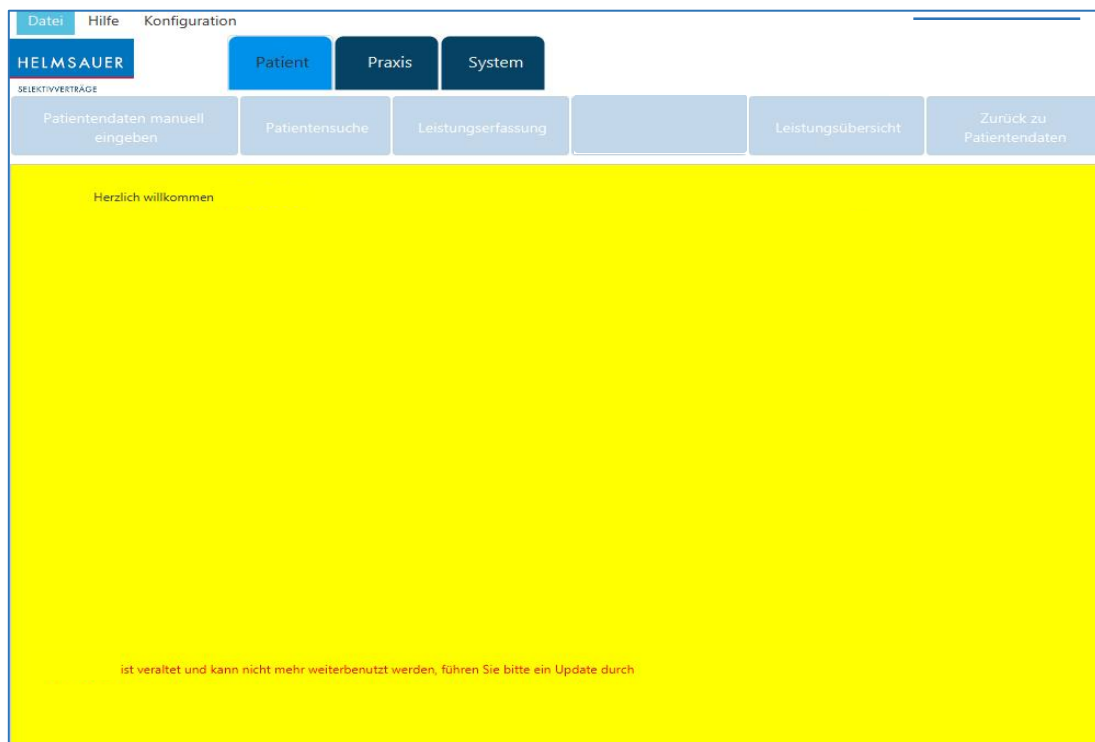 Datei Hilfe Konfiguration
HELMSAUER
SELEKTIVVERTRÄGE
Patient Praxis System
Patientendaten manuell
eingeben
Patientensuche
Leistungserfassung
Leistungsübersicht
Zurück zu
Patientendaten
Herzlich willkommen
ist veraltet und kann nicht mehr weiterbenutzt werden, führen Sie bitte ein Update durch